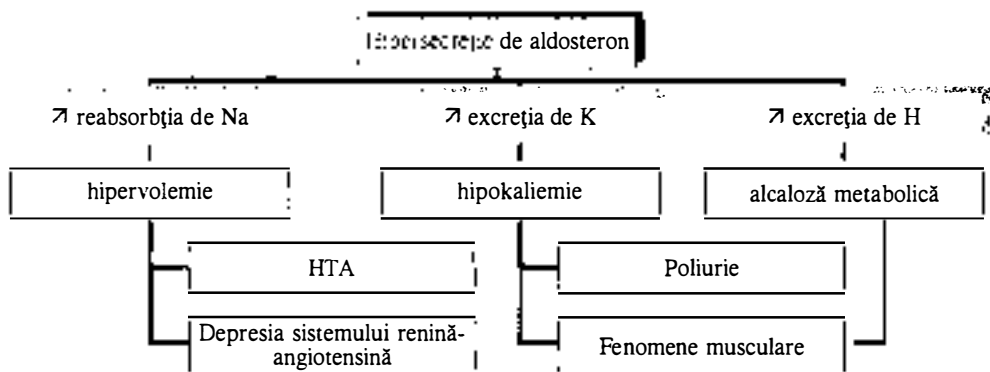 de aldosteron
↗ reabsorbţia de Na
↗ excreţia de K
↗ excreţia de H
hipervolemie
hipokaliemie
alcaloză metabolică
HTA
Poliurie
Depresia sistemului renină-
angiotensină
Fenomene musculare